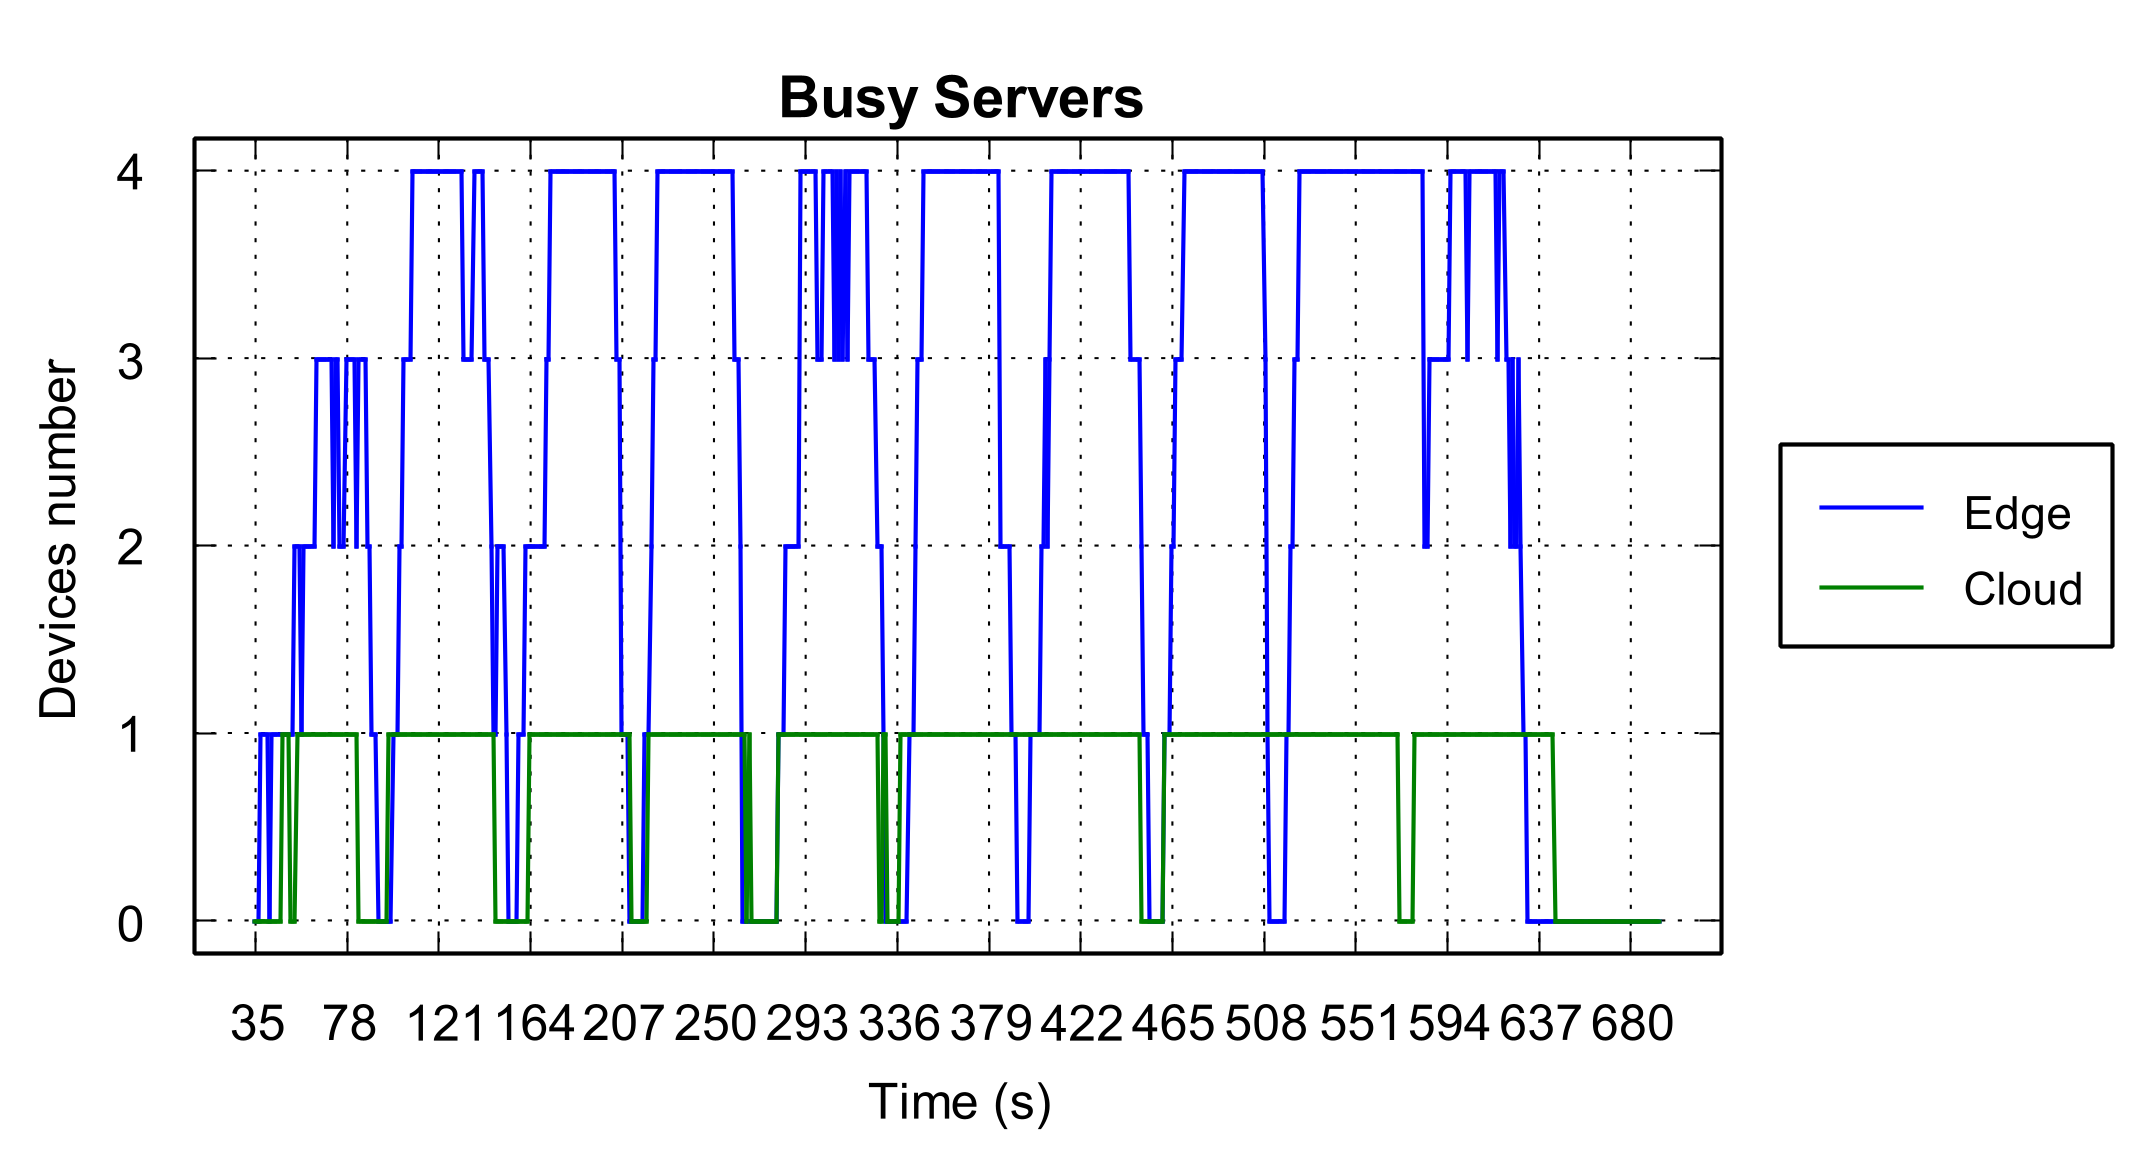 Busy Servers
4
3
2
1
0
Devices number
35 78 121 164 207 250 293 336 379 422 465 508 551 594 637 680
Time (s)
Edge
Cloud